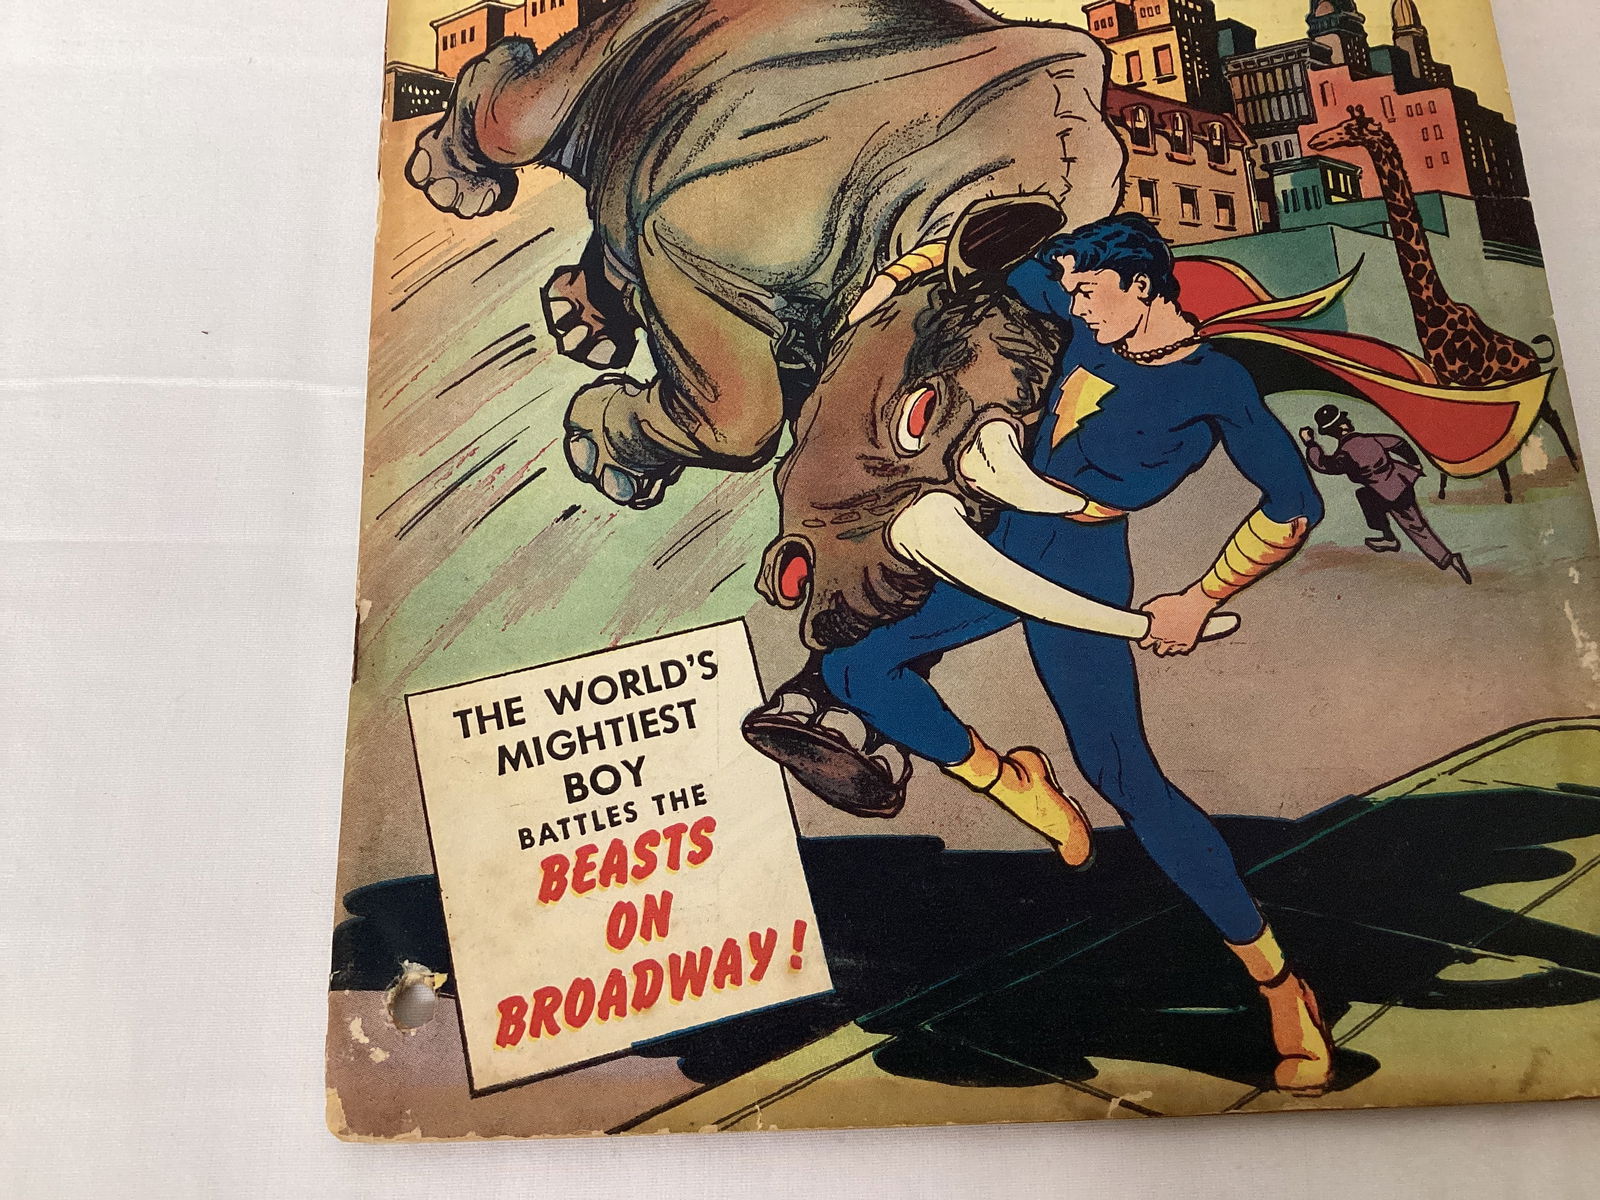 THE WORLD'S
MIGHTIEST
BOY
BATTLES THE
BEASTS
ON
BROADWAY!